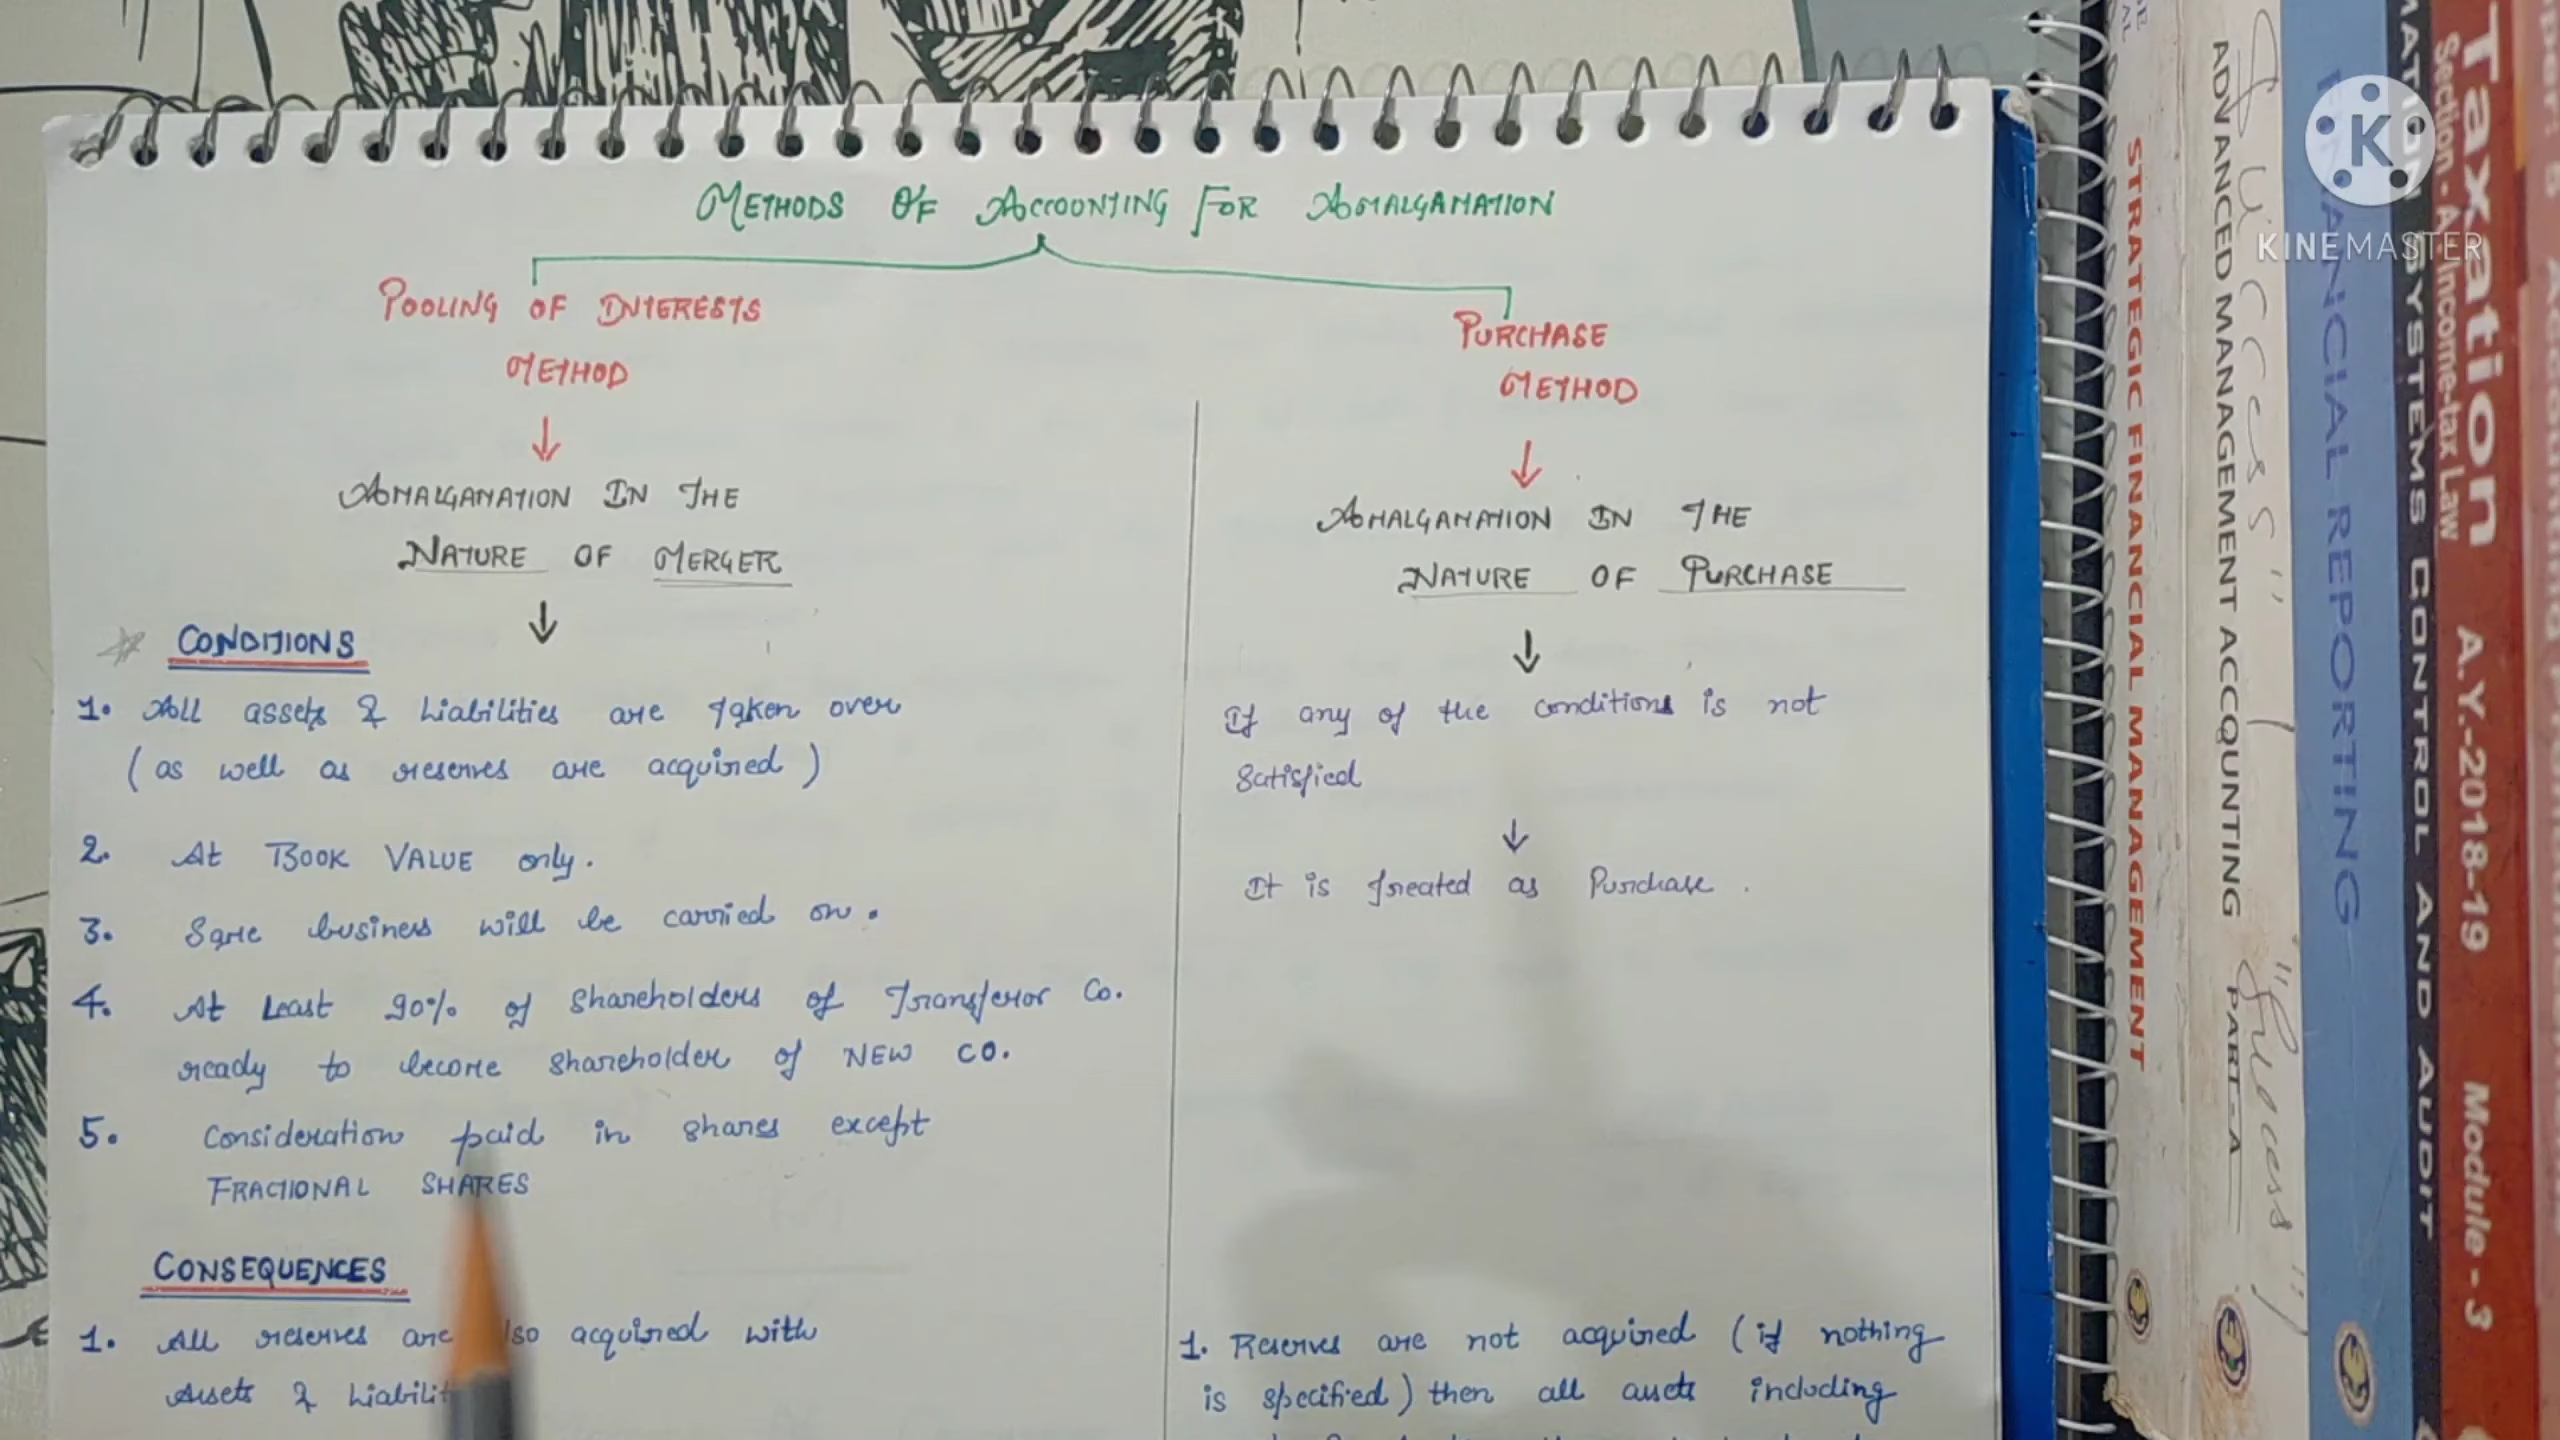 METHODS OF ACCOUNTING FOR AMALGAMATION
POOLING OF INTERESTS
METHOD
AMALGAMATION IN THE
NATURE OF MERGER
CONDITIONS
1. All assets & Liabilities are taken over
(as well as reserves are acquired)
2. At BOOK VALUE only.
3. Same business will be carried on.
4. At Least 90% of shareholders of Transferor Co.
ready to become shareholder of NEW CO.
5. Consideration paid in shares except
FRACTIONAL SHARES
CONSEQUENCES
1. All reserves are also acquired with
Assets & Liabilit
PURCHASE
METHOD
AMALGAMATION IN THE
NATURE OF PURCHASE
If any of the conditions is not
Satisfied
It is treated as Purchase.
1. Reserves are not acquired (if nothing
is specified) then all assets including
STRATEGIC FINANCIAL MANAGEMENT
ADVANCED MANAGEMENT ACCOUNTING PART-A
"Success"
"Success"
FINANCIAL REPORTING
SYSTEMS CONTROL AND AUDIT
Taxation
Section - A: Income-tax Law
A.Y.-2018-19
Module - 3
K
KINEMASTER